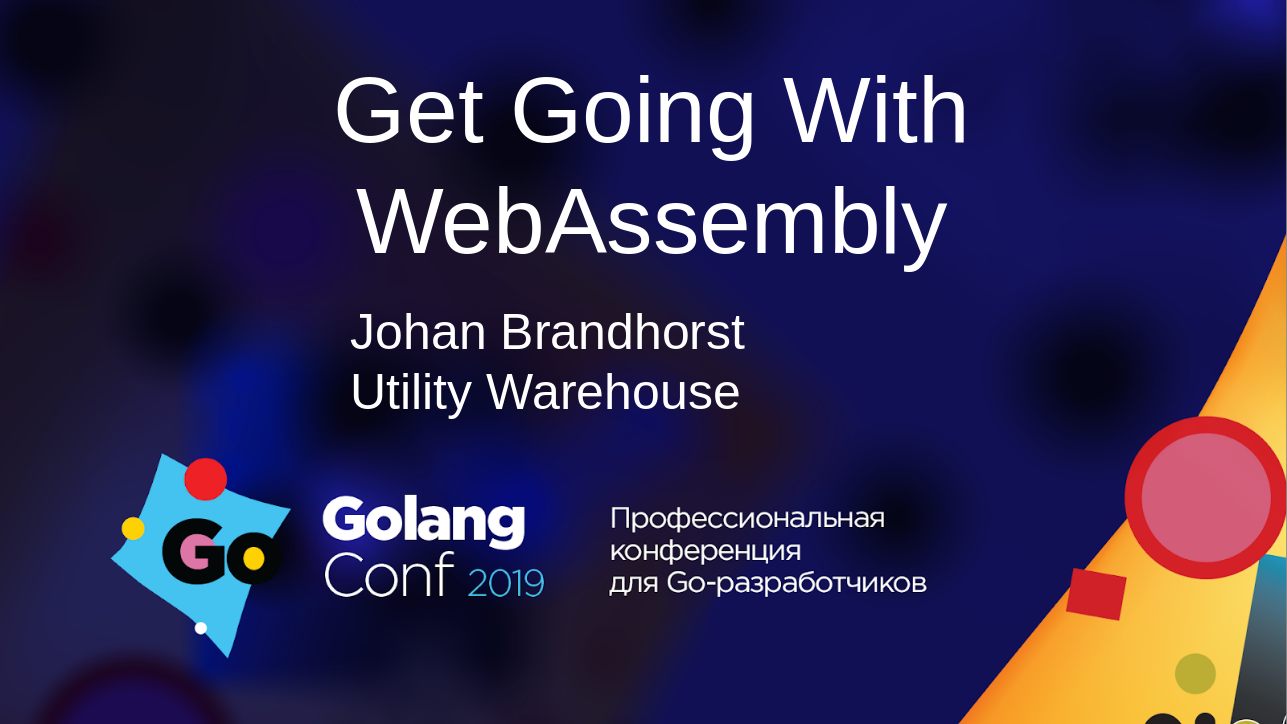 Get Going With
WebAssembly
Johan Brandhorst
Utility Warehouse
Go
Golang
Conf 2019
Профессиональная
конференция
для Go-разработчиков